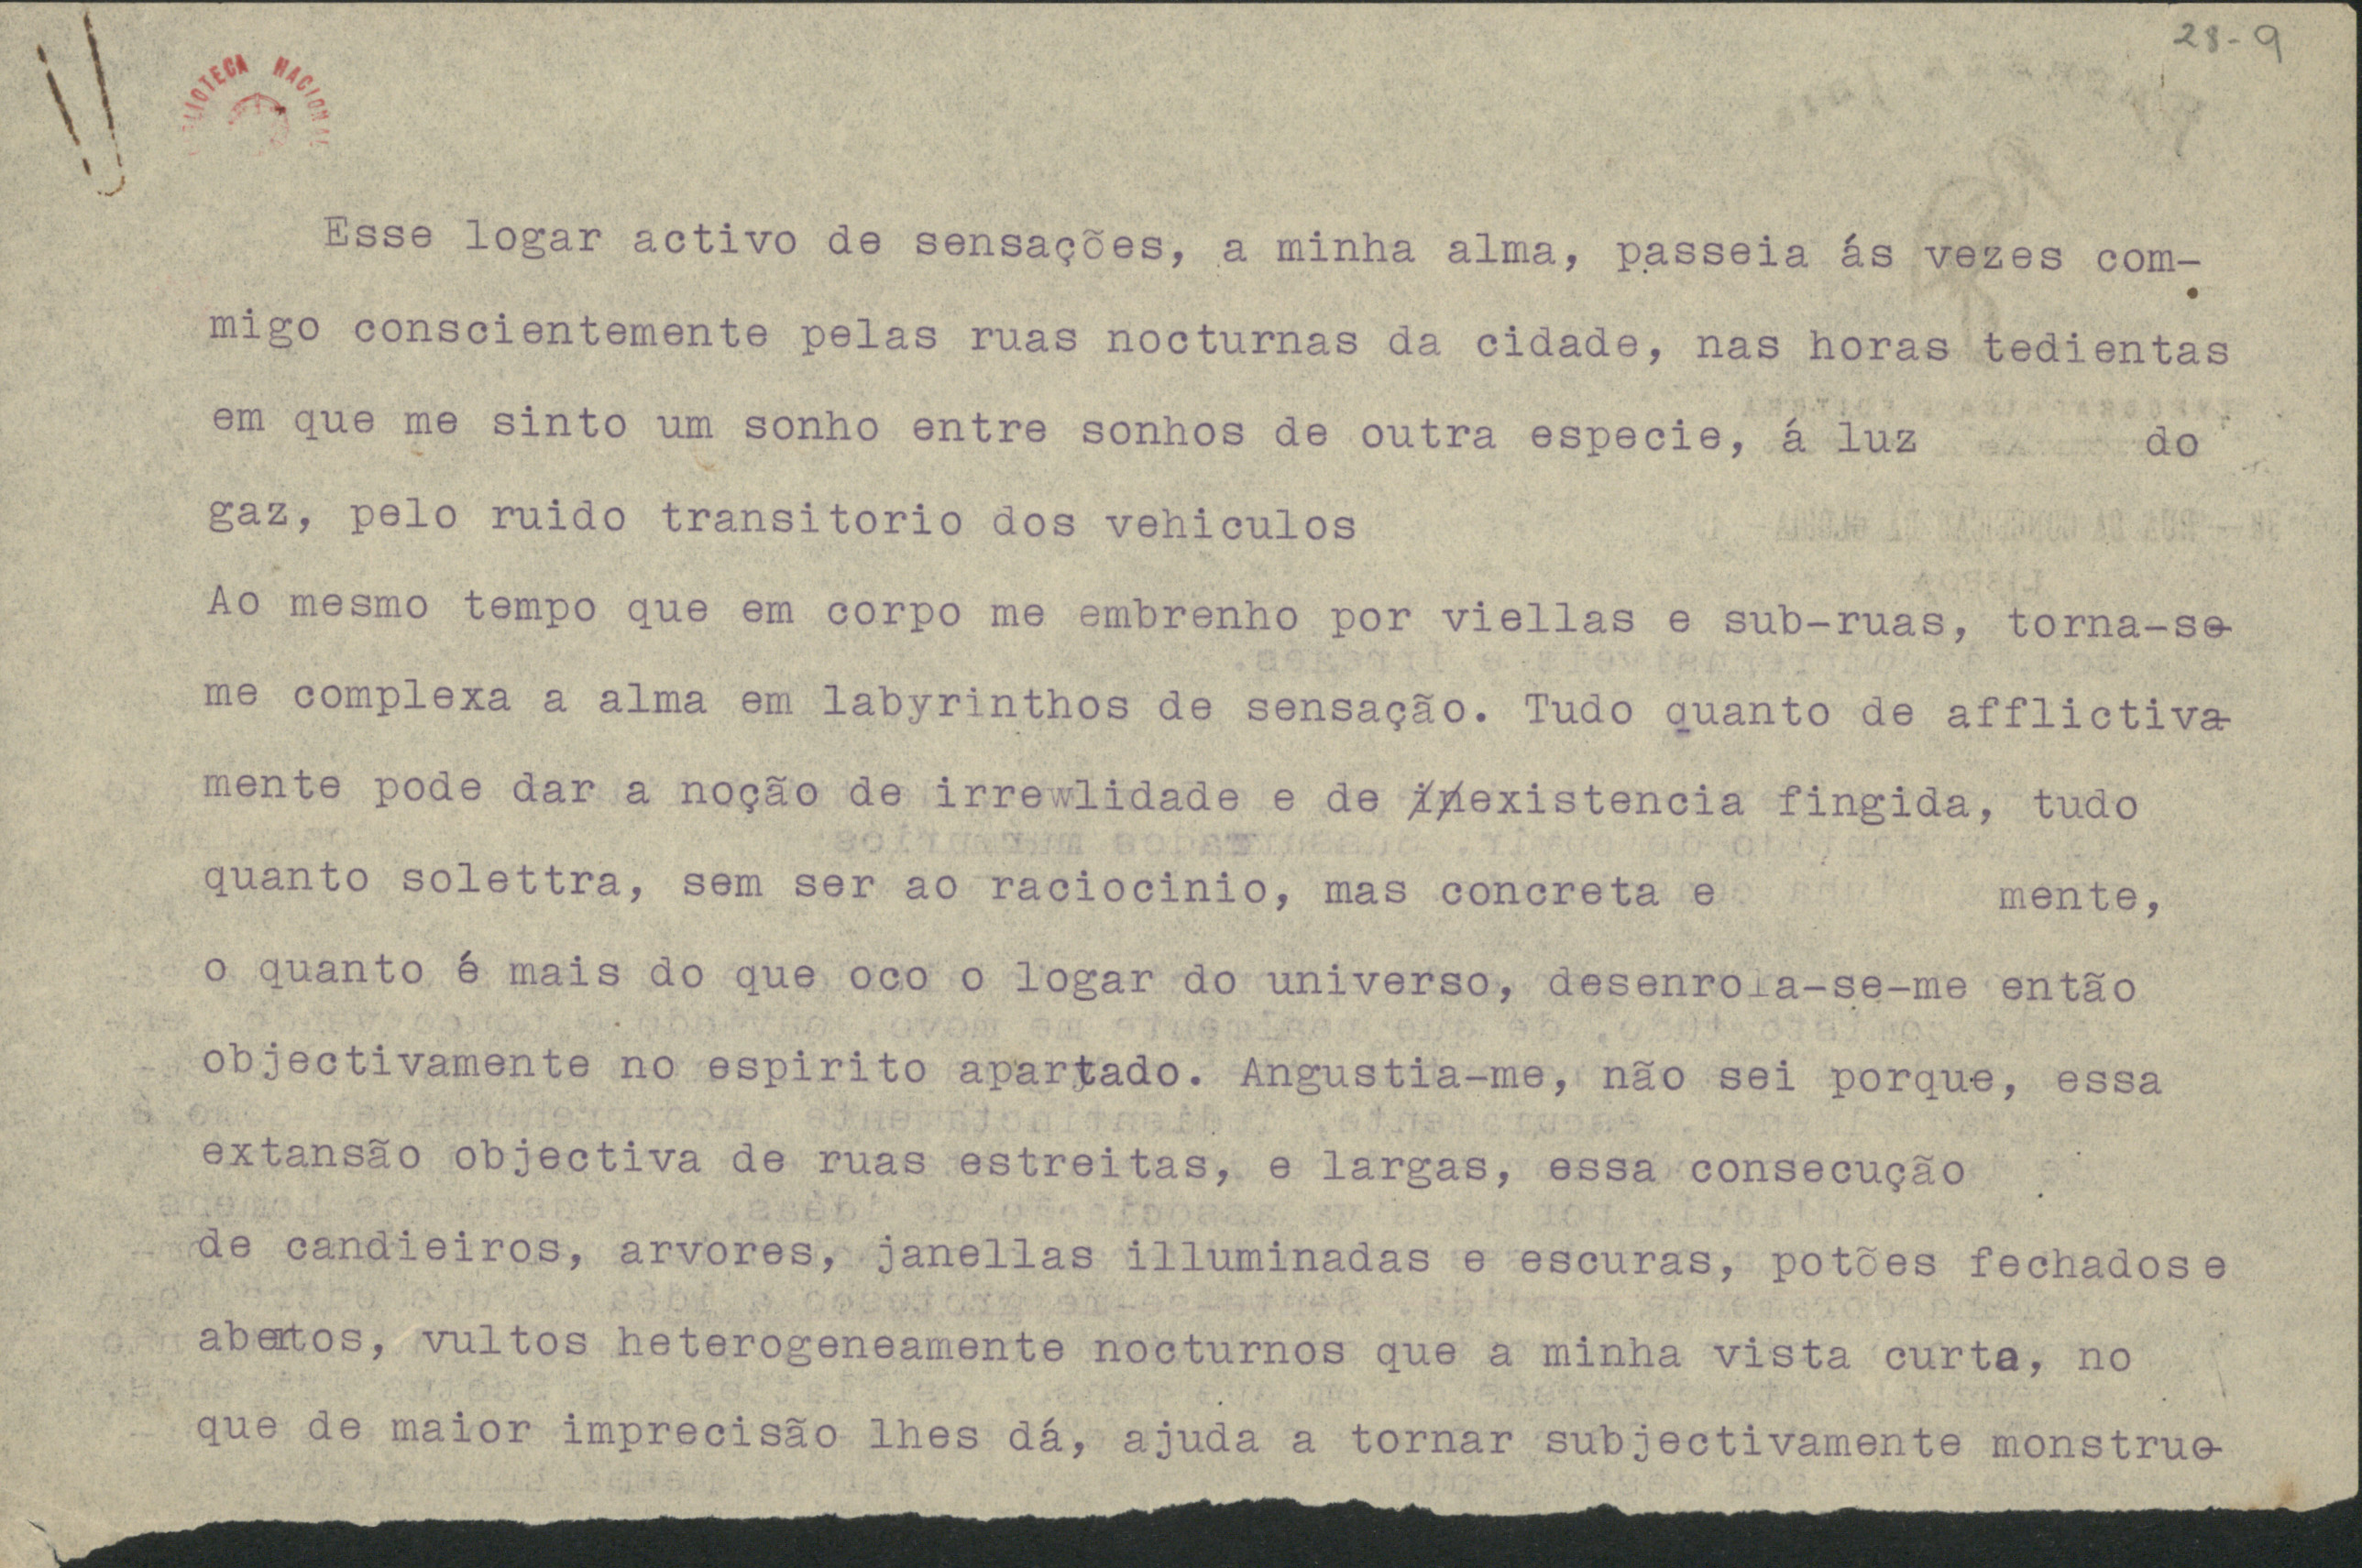 28-9
BIBLIOTECA NACIONAL
Esse logar activo de sensações, a minha alma, passeia ás vezes com-
migo conscientemente pelas ruas nocturnas da cidade, nas horas tedientas
em que me sinto um sonho entre sonhos de outra especie, á luz do
gaz, pelo ruido transitorio dos vehiculos
Ao mesmo tempo que em corpo me embrenho por viellas e sub-ruas, torna-se-
me complexa a alma em labyrinthos de sensação. Tudo quanto de afflictiva-
mente pode dar a noção de irrewlidade e de inexistencia fingida, tudo
quanto solettra, sem ser ao raciocinio, mas concreta e mente,
o quanto é mais do que oco o logar do universo, desenrola-se-me então
objectivamente no espirito apartado. Angustia-me, não sei porque, essa
extansão objectiva de ruas estreitas, e largas, essa consecução
de candieiros, arvores, janellas illuminadas e escuras, potões fechados e
abertos, vultos heterogeneamente nocturnos que a minha vista curta, no
que de maior imprecisão lhes dá, ajuda a tornar subjectivamente monstruo-